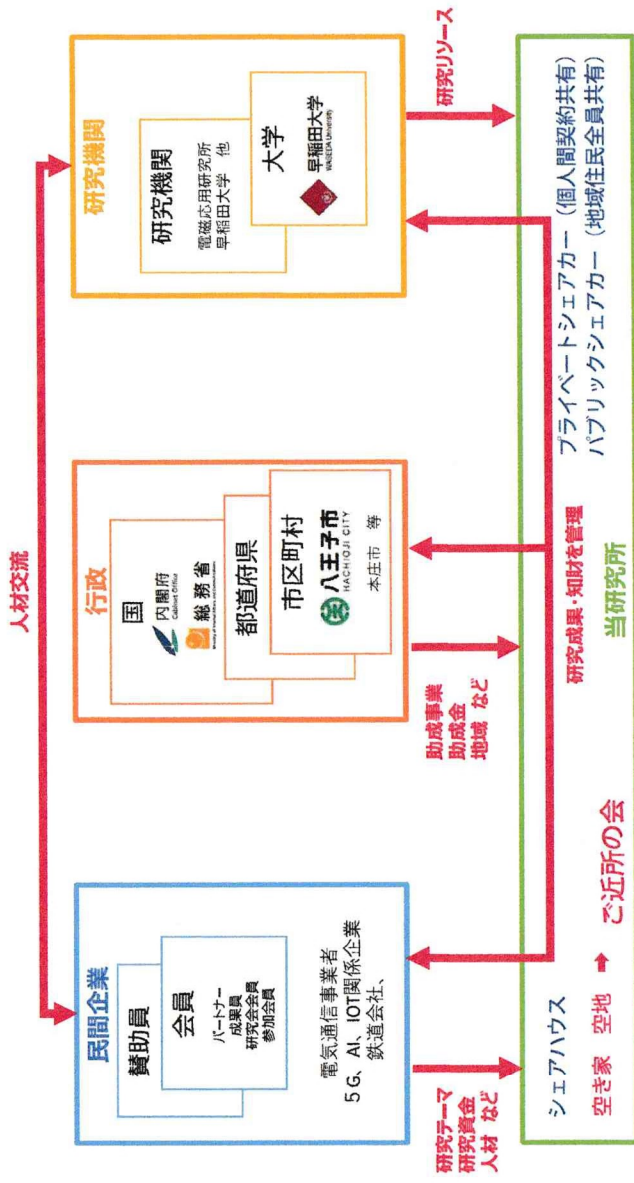 人材交流
民間企業
賛助員
会員
パートナー
成果員
研究会会員
参加会員
電気通信事業者
5G、AI、IOT関係企業
鉄道会社、
行政
国
内閣府
Cabinet Office
総務省
Ministry of Internal Affairs and Communications
都道府県
市区町村
八王子市
HACHIOJI CITY
本庄市 等
研究機関
研究機関
電磁応用研究所
早稲田大学 他
大学
早稲田大学
WASEDA University
研究テーマ
研究資金
人材 など
助成事業
助成金
地域 など
研究リソース
研究成果・知財を管理
シェアハウス
空き家 空地 → ご近所の会
当研究所
プライベートシェアカー(個人間契約共有)
パブリックシェアカー(地域住民全員共有)